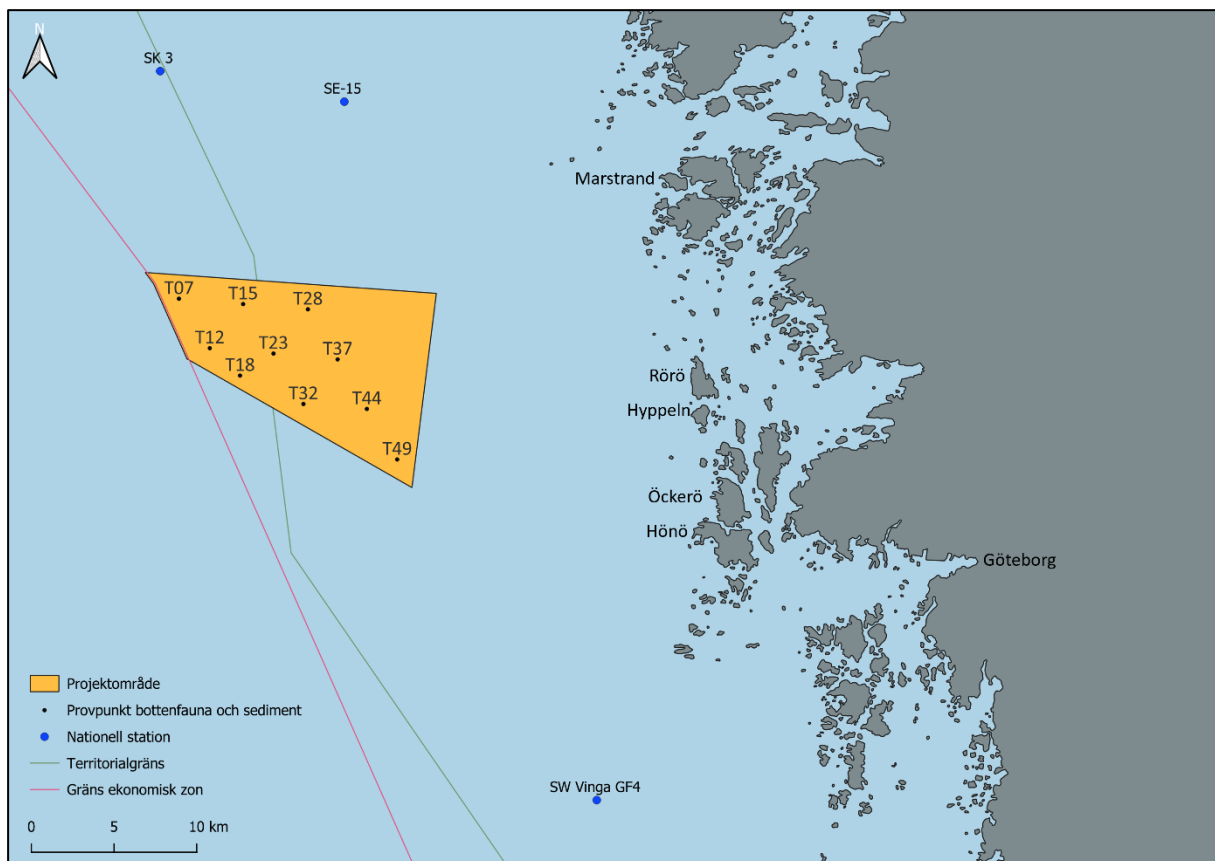 N
SK 3
SE-15
Marstrand
T07
T15
T28
T12
T23
T37
T18
T32
T44
T49
Rörö
Hyppeln
Öckerö
Hönö
Göteborg
Projektområde
Provpunkt bottenfauna och sediment
Nationell station
Territorialgräns
Gräns ekonomisk zon
SW Vinga GF4
0 5 10 km